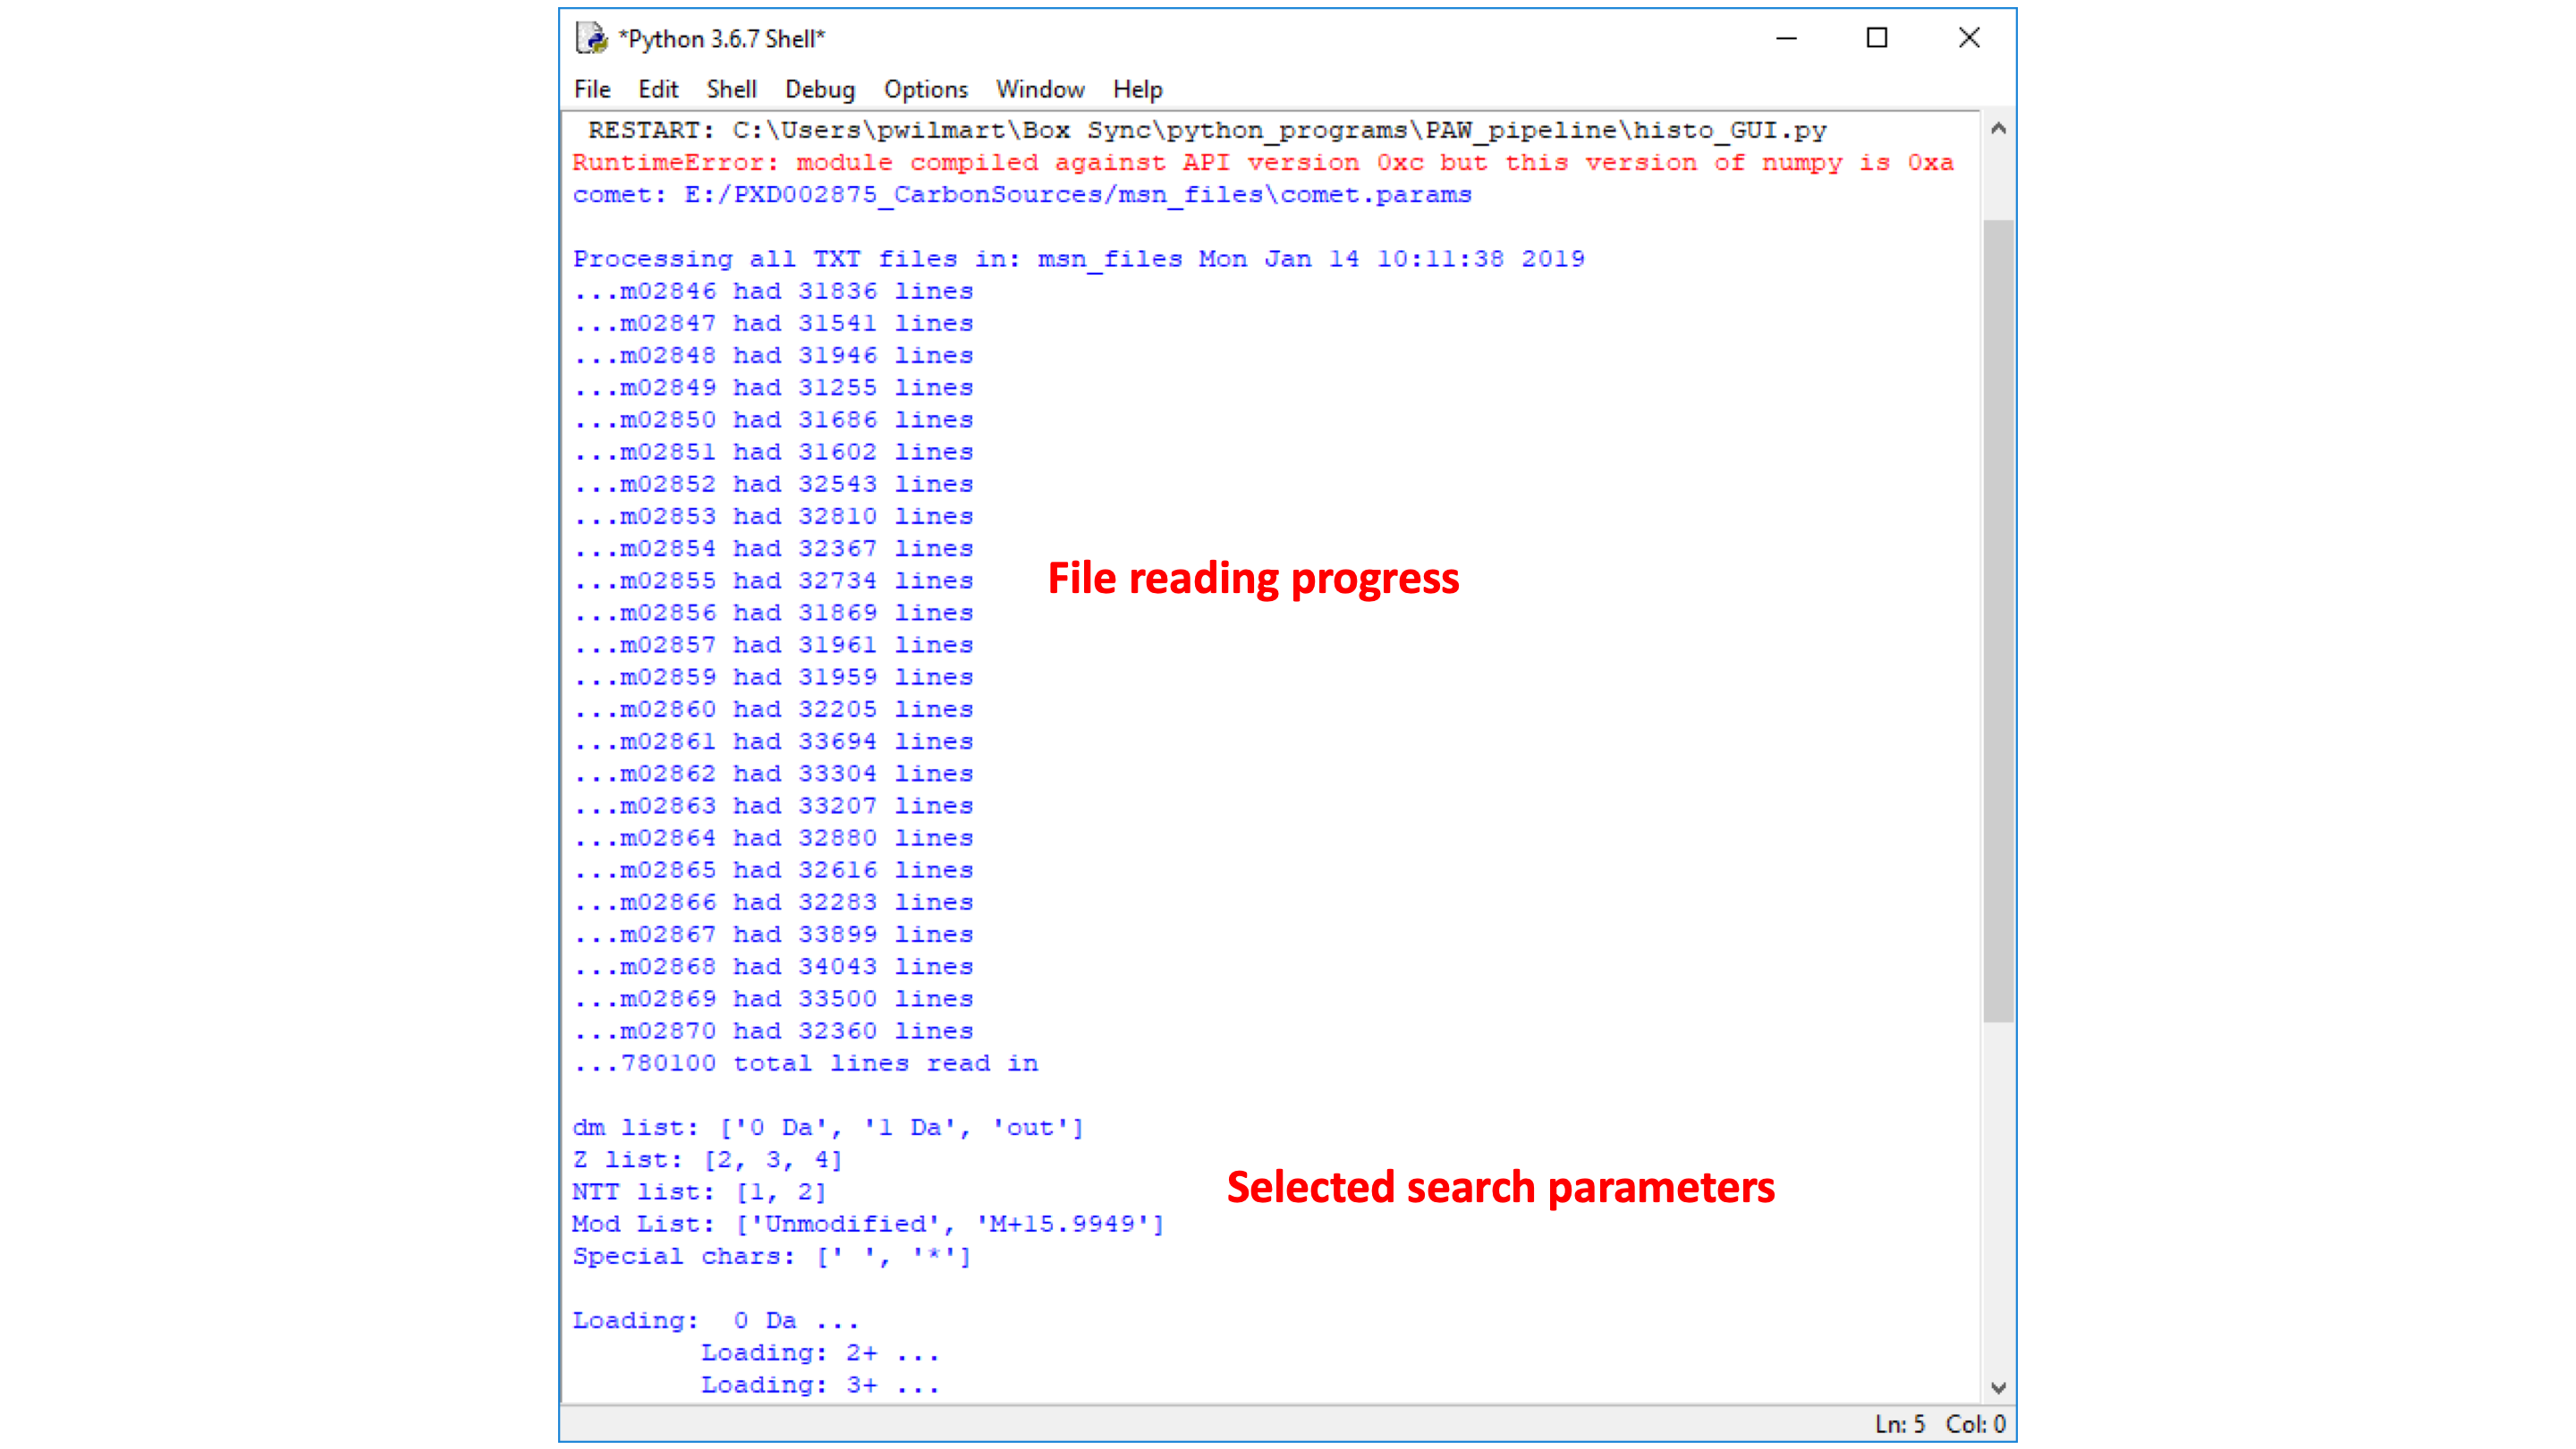 *Python 3.6.7 Shell*
File Edit Shell Debug Options Window Help
RESTART: C:\Users\pwilmart\Box Sync\python_programs\PAW_pipeline\histo_GUI.py
RuntimeError: module compiled against API version 0xc but this version of numpy is 0xa
comet: E:/PXD002875_CarbonSources/msn_files\comet.params
Processing all TXT files in: msn_files Mon Jan 14 10:11:38 2019
...m02846 had 31836 lines
...m02847 had 31541 lines
...m02848 had 31946 lines
...m02849 had 31255 lines
...m02850 had 31686 lines
...m02851 had 31602 lines
...m02852 had 32543 lines
...m02853 had 32810 lines
...m02854 had 32367 lines
...m02855 had 32734 lines
File reading progress
...m02856 had 31869 lines
...m02857 had 31961 lines
...m02859 had 31959 lines
...m02860 had 32205 lines
...m02861 had 33694 lines
...m02862 had 33304 lines
...m02863 had 33207 lines
...m02864 had 32880 lines
...m02865 had 32616 lines
...m02866 had 32283 lines
...m02867 had 33899 lines
...m02868 had 34043 lines
...m02869 had 33500 lines
...m02870 had 32360 lines
...780100 total lines read in
dm list: ['0 Da', '1 Da', 'out']
Z list: [2, 3, 4]
NTT list: [1, 2]
Selected search parameters
Mod List: ['Unmodified', 'M+15.9949']
Special chars: [' ', '*']
Loading:  0 Da ...
Loading: 2+ ...
Loading: 3+ ...
Ln: 5 Col: 0